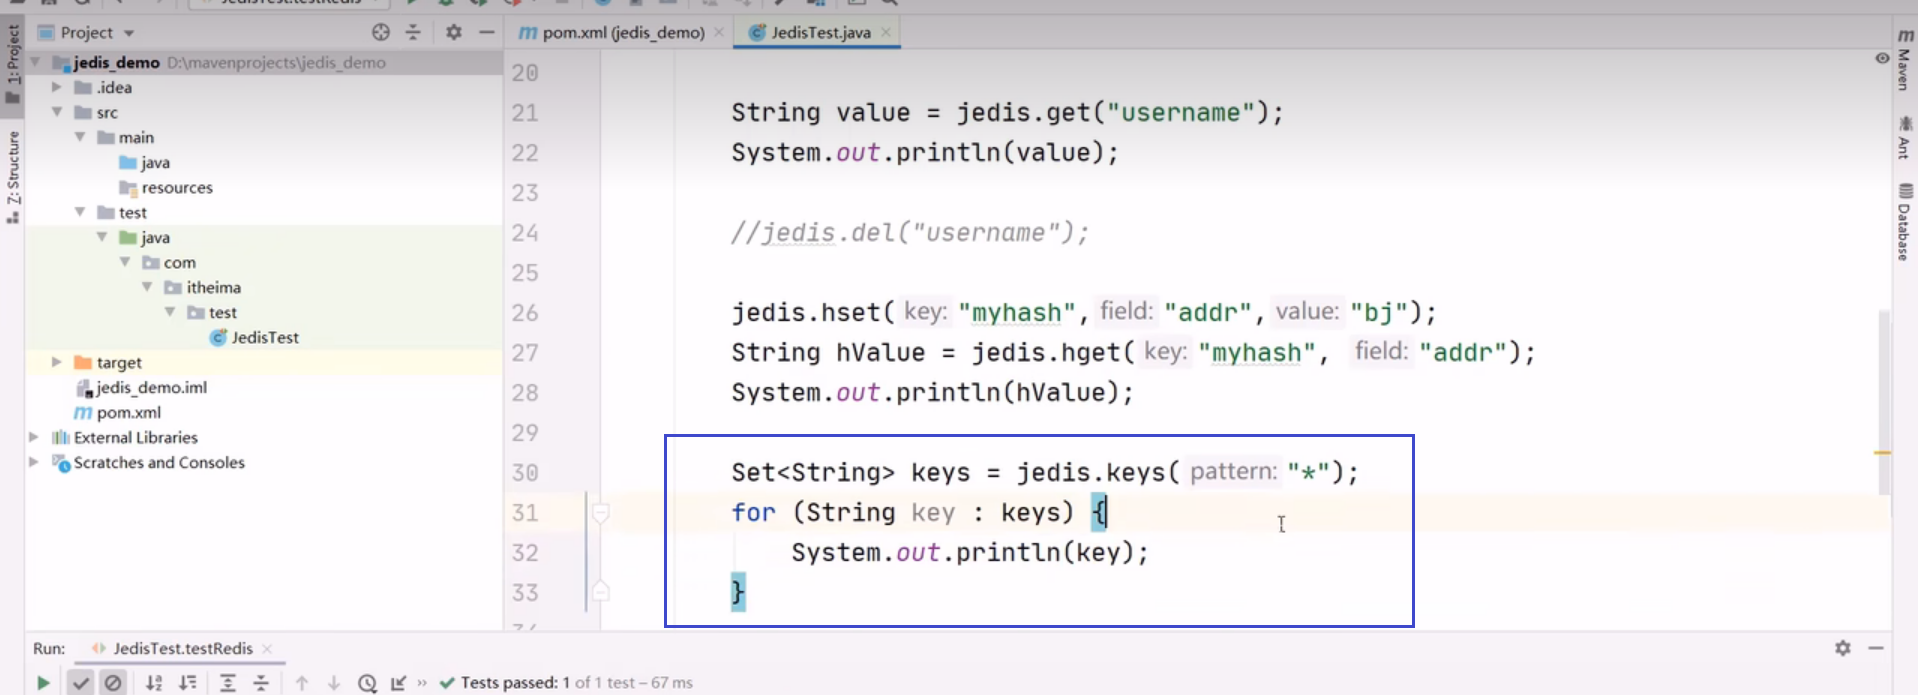 JedisTest.testRedis
Project
pom.xml (jedis_demo)
JedisTest.java
1: Project
Z: Structure
jedis_demo D:\mavenprojects\jedis_demo
.idea
src
main
java
resources
test
java
com
itheima
test
JedisTest
target
jedis_demo.iml
pom.xml
External Libraries
Scratches and Consoles
20
21 String value = jedis.get("username");
22 System.out.println(value);
23
24 //jedis.del("username");
25
26 jedis.hset( key: "myhash", field: "addr", value: "bj");
27 String hValue = jedis.hget( key: "myhash", field: "addr");
28 System.out.println(hValue);
29
30 Set<String> keys = jedis.keys( pattern: "*");
31 for (String key : keys) {
32 System.out.println(key);
33 }
Maven
Ant
Database
Run: JedisTest.testRedis
Tests passed: 1 of 1 test – 67 ms